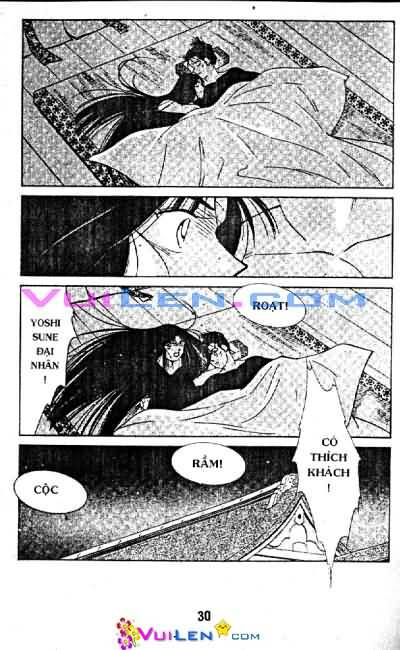 VUILEN.COM
ROẠT!
YOSHI
SUNE
ĐẠI
NHÂN
!
CÓ
THÍCH
KHÁCH
!
RẦM!
CỘC
30
VUILEN.COM